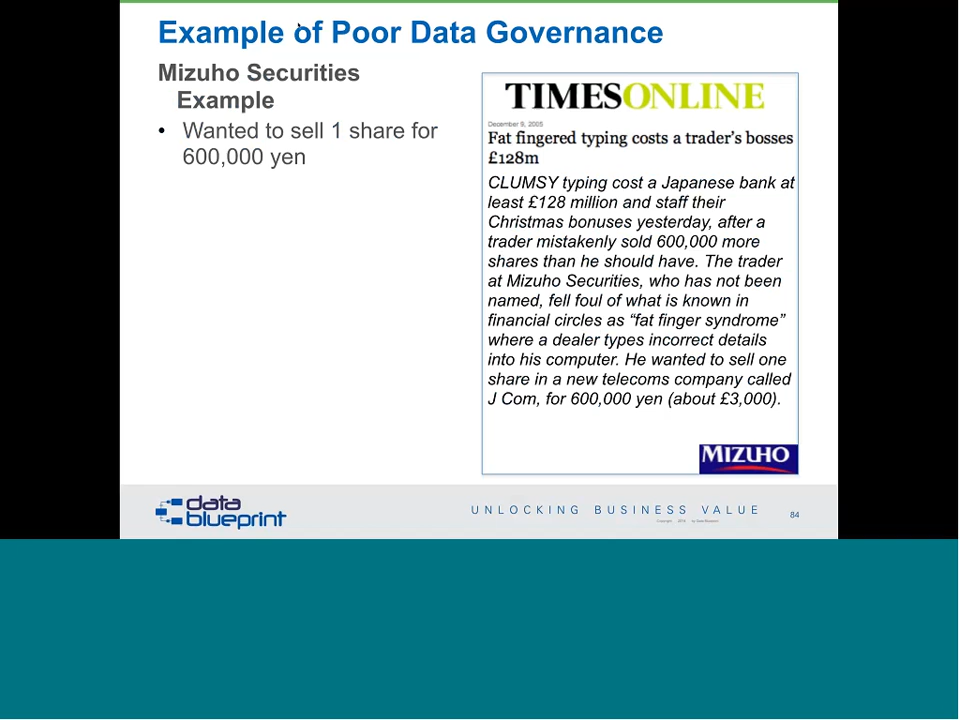 Example of Poor Data Governance
Mizuho Securities
Example
• Wanted to sell 1 share for
600,000 yen
TIMESONLINE
December 9, 2005
Fat fingered typing costs a trader's bosses
£128m
CLUMSY typing cost a Japanese bank at
least £128 million and staff their
Christmas bonuses yesterday, after a
trader mistakenly sold 600,000 more
shares than he should have. The trader
at Mizuho Securities, who has not been
named, fell foul of what is known in
financial circles as “fat finger syndrome”
where a dealer types incorrect details
into his computer. He wanted to sell one
share in a new telecoms company called
J Com, for 600,000 yen (about £3,000).
MIZUHO
data
blueprint
UNLOCKING BUSINESS VALUE
84